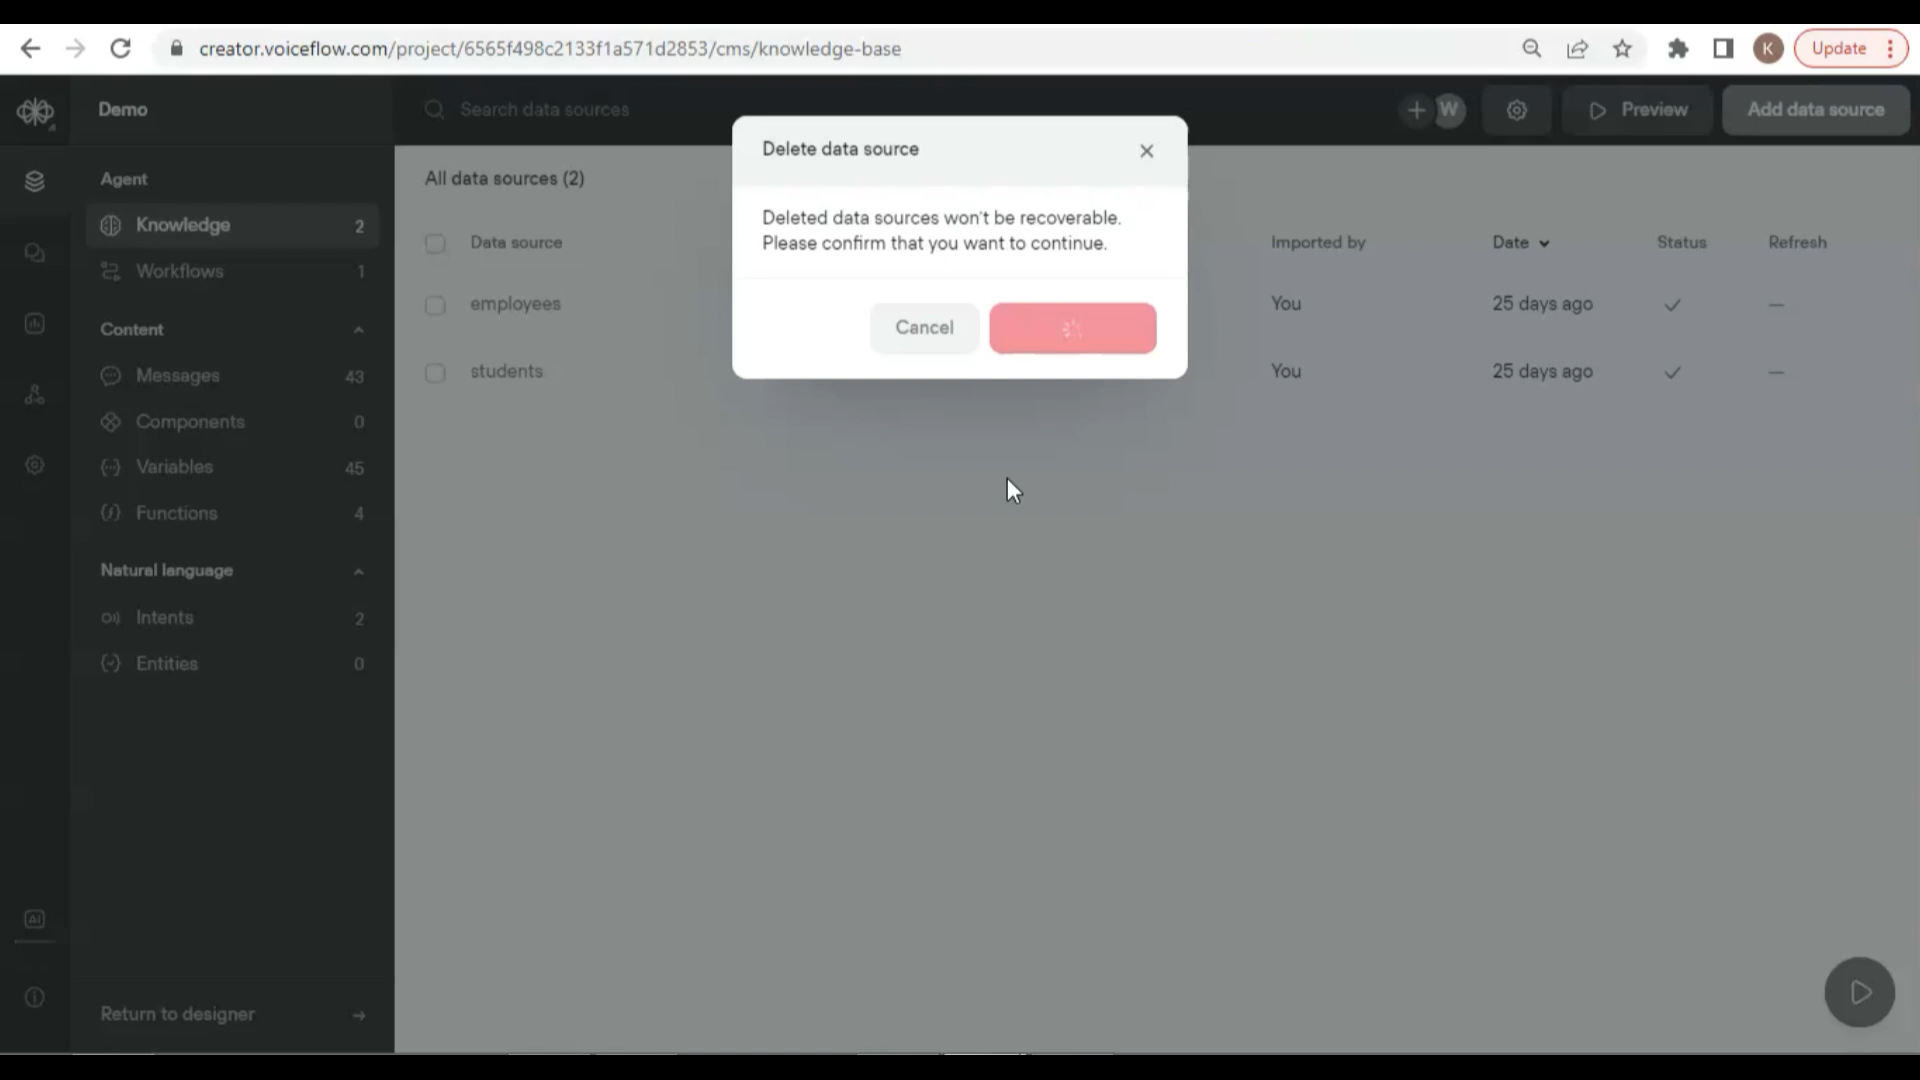 creator.voiceflow.com/project/6565f498c2133f1a571d2853/cms/knowledge-base
K
Update
Demo
Search data sources
W
Preview
Add data source
Agent
Knowledge 2
Workflows 1
Content
Messages 43
Components 0
Variables 45
Functions 4
Natural language
Intents 2
Entities 0
AI
Return to designer
All data sources (2)
Data source Imported by Date Status Refresh
employees You 25 days ago —
students You 25 days ago —
Delete data source
Deleted data sources won't be recoverable.
Please confirm that you want to continue.
Cancel